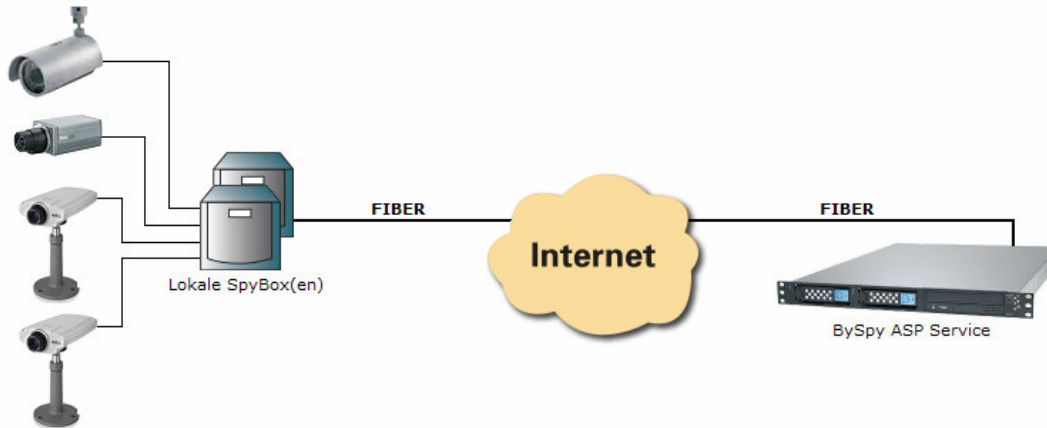 FIBER
FIBER
Internet
Lokale SpyBox(en)
BySpy ASP Service